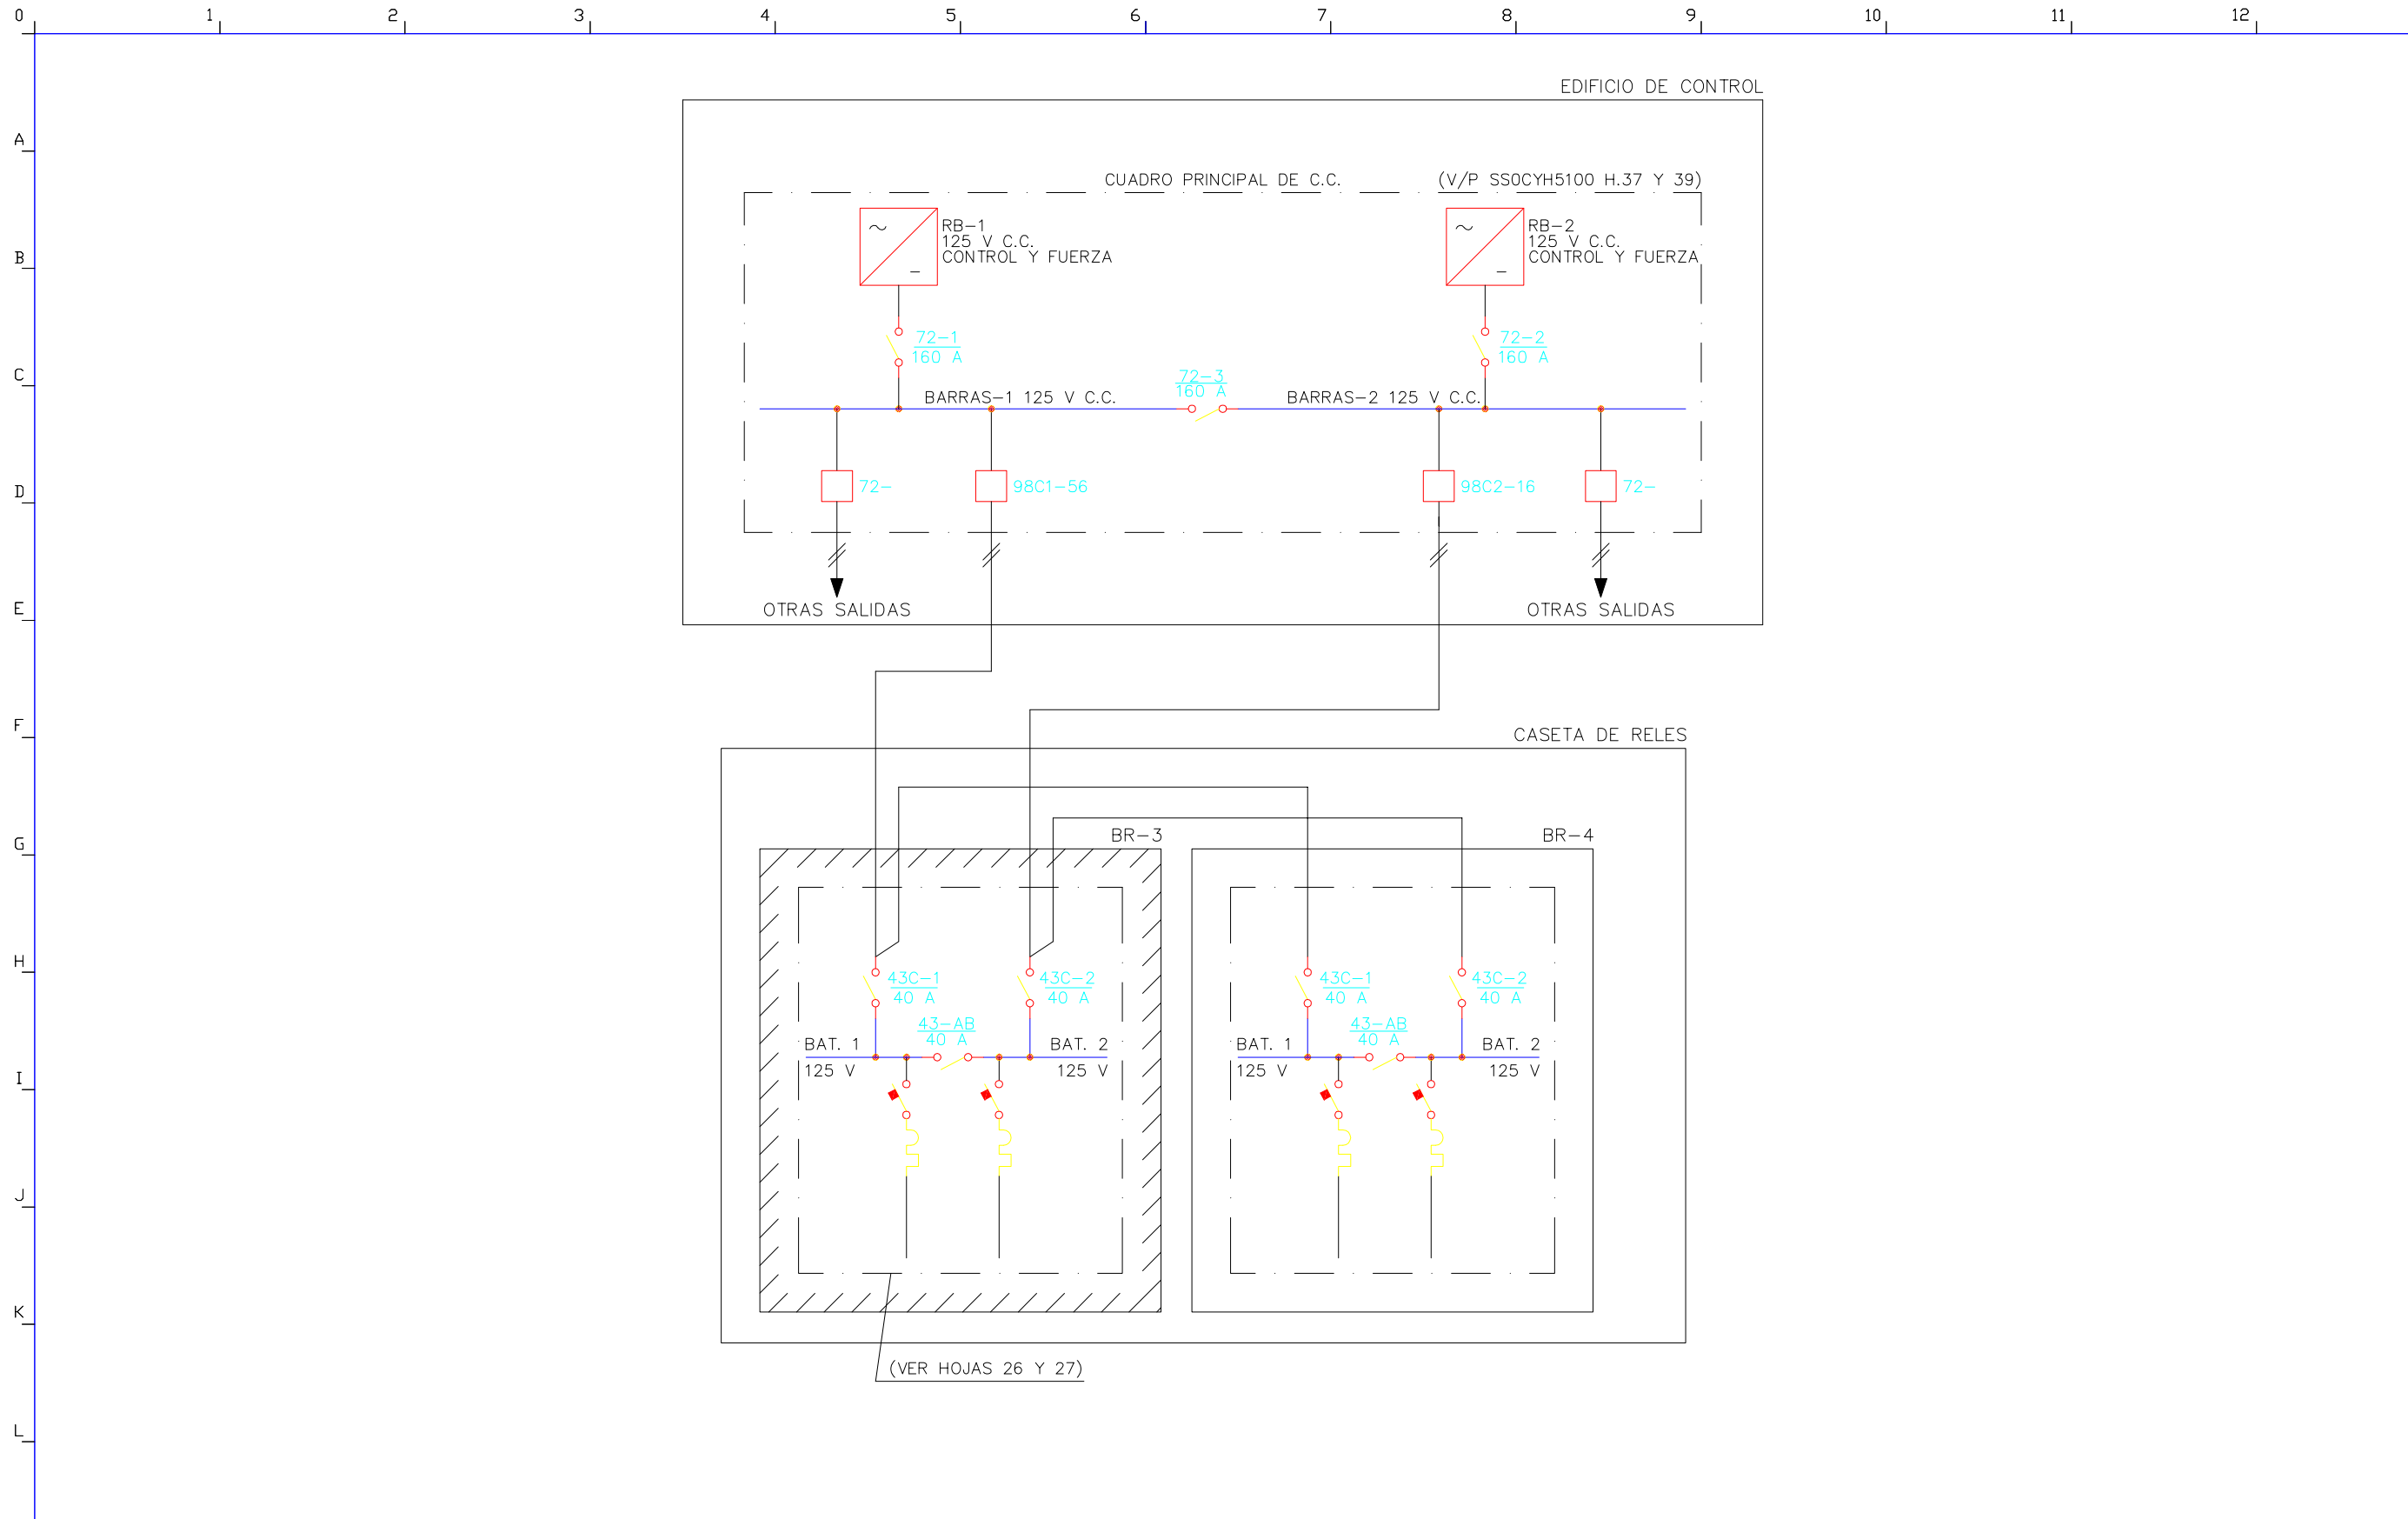 0 1 2 3 4 5 6 7 8 9 10 11 12
EDIFICIO DE CONTROL
A
CUADRO PRINCIPAL DE C.C. (V/P SS0CYH5100 H.37 Y 39)
RB-1
125 V C.C.
CONTROL Y FUERZA
RB-2
125 V C.C.
CONTROL Y FUERZA
B
72-1
160 A
72-2
160 A
C
72-3
160 A
BARRAS-1 125 V C.C.
BARRAS-2 125 V C.C.
D
72-
98C1-56
98C2-16
72-
E
OTRAS SALIDAS
OTRAS SALIDAS
F
CASETA DE RELES
G
BR-3
BR-4
H
43C-1
40 A
43C-2
40 A
43C-1
40 A
43C-2
40 A
43-AB
40 A
43-AB
40 A
BAT. 1
125 V
BAT. 2
125 V
BAT. 1
125 V
BAT. 2
125 V
I
J
K
(VER HOJAS 26 Y 27)
L